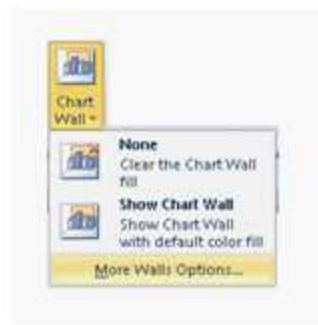 Chart
Wall
None
Clear the Chart Wall
fill
Show Chart Wall
Show Chart Wall
with default color fill
More Walls Options...